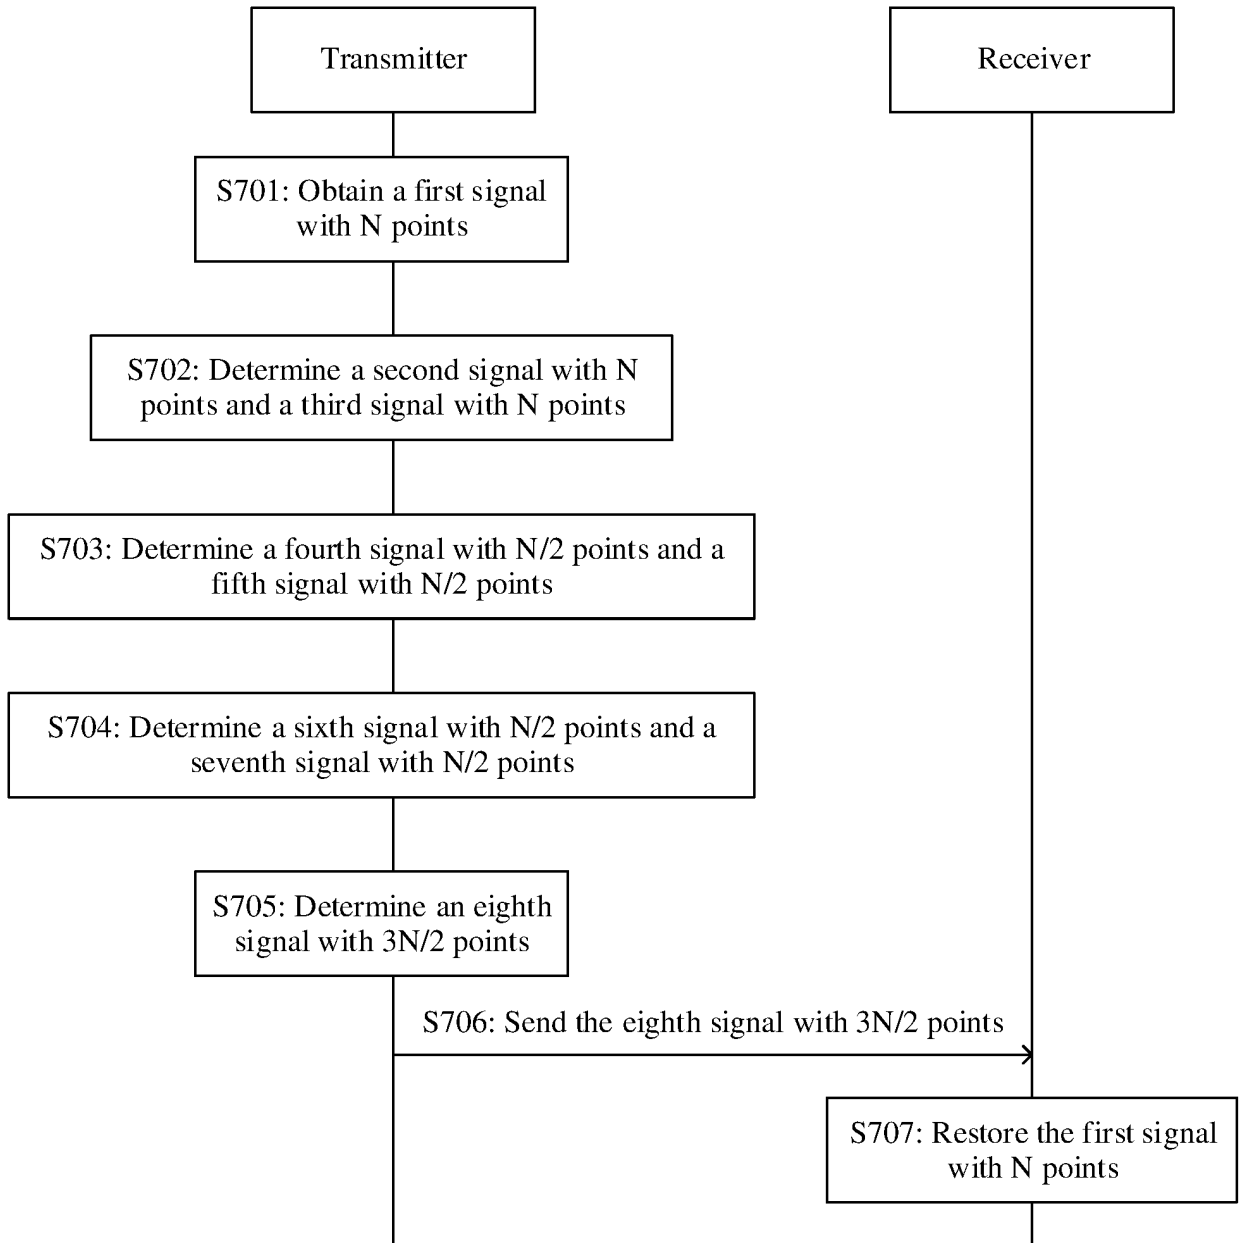 Transmitter
Receiver
S701: Obtain a first signal
with N points
S702: Determine a second signal with N
points and a third signal with N points
S703: Determine a fourth signal with N/2 points and a
fifth signal with N/2 points
S704: Determine a sixth signal with N/2 points and a
seventh signal with N/2 points
S705: Determine an eighth
signal with 3N/2 points
S706: Send the eighth signal with 3N/2 points
S707: Restore the first signal
with N points